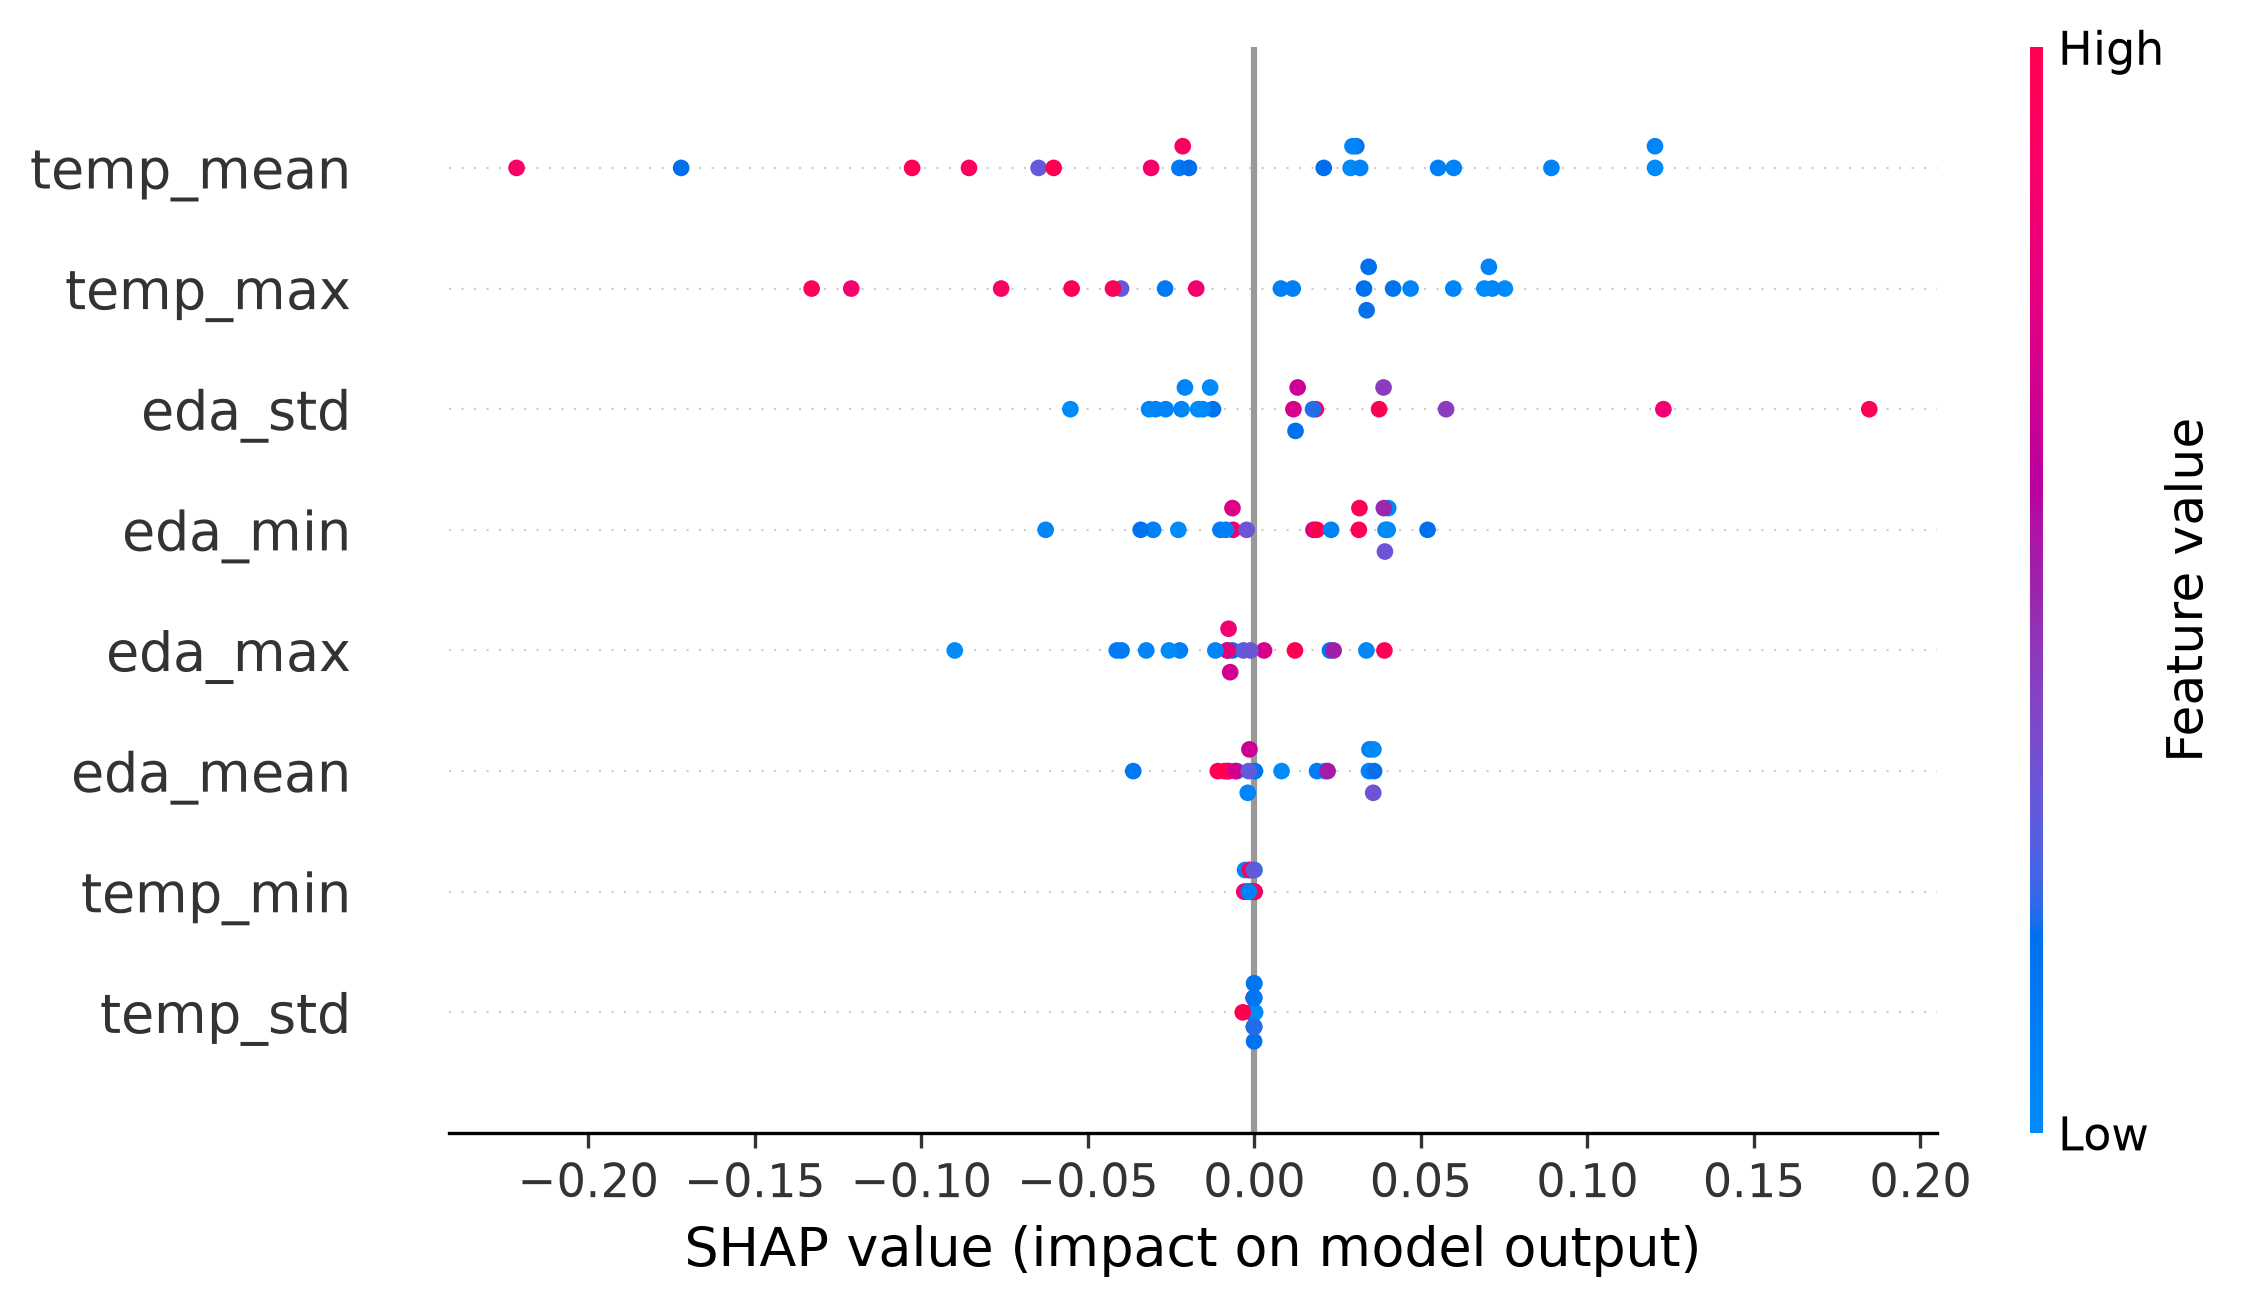 High
temp_mean
temp_max
eda_std
eda_min
eda_max
eda_mean
temp_min
temp_std
Feature value
Low
−0.20 −0.15 −0.10 −0.05 0.00 0.05 0.10 0.15 0.20
SHAP value (impact on model output)